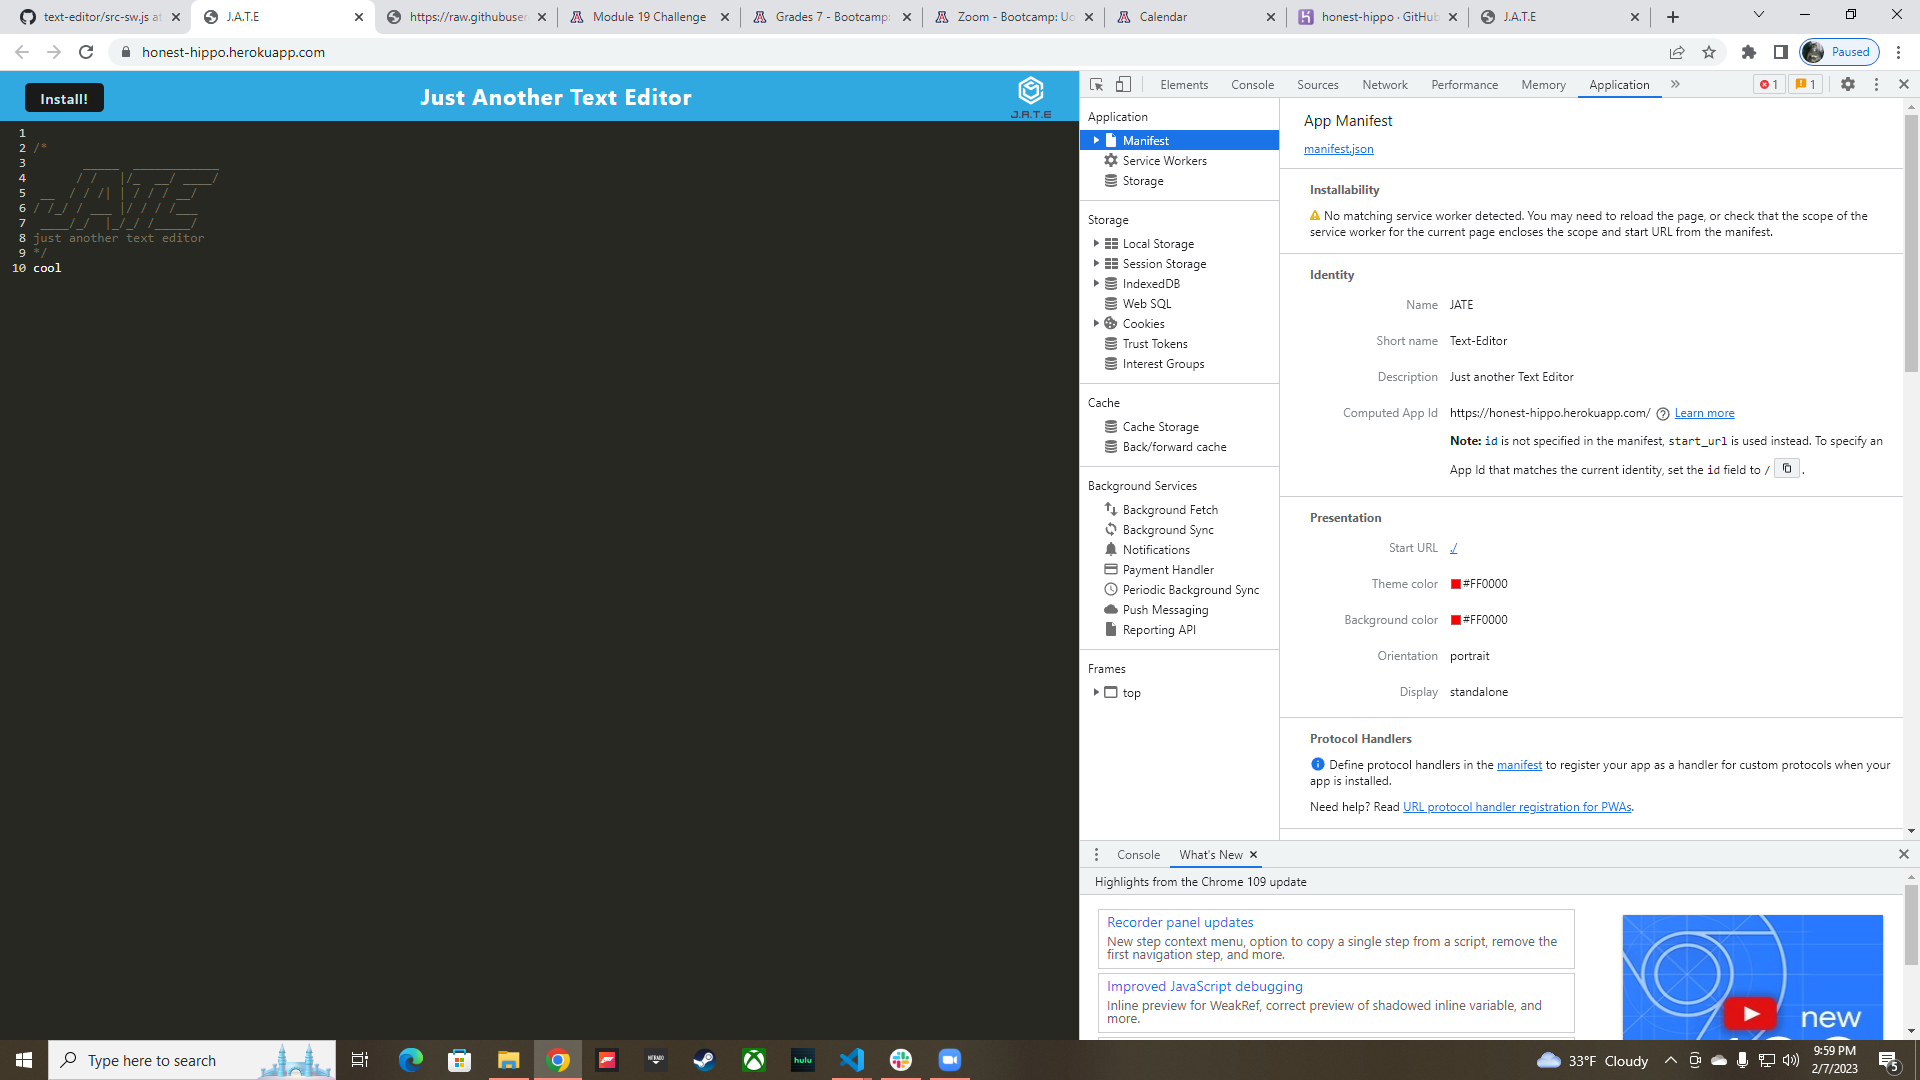 text-editor/src-sw.js at
J.A.T.E
https://raw.githubuser
Module 19 Challenge
Grades 7 - Bootcamp:
Zoom - Bootcamp: Uo
Calendar
honest-hippo · GitHub
J.A.T.E
honest-hippo.herokuapp.com
Paused
Install!
Just Another Text Editor
J.A.T.E
1
2 /*
3
4
5
6
7
8 just another text editor
9 */
10 cool
Elements
Console
Sources
Network
Performance
Memory
Application
1
1
Application
Manifest
Service Workers
Storage
Storage
Local Storage
Session Storage
IndexedDB
Web SQL
Cookies
Trust Tokens
Interest Groups
Cache
Cache Storage
Back/forward cache
Background Services
Background Fetch
Background Sync
Notifications
Payment Handler
Periodic Background Sync
Push Messaging
Reporting API
Frames
top
App Manifest
manifest.json
Installability
No matching service worker detected. You may need to reload the page, or check that the scope of the
service worker for the current page encloses the scope and start URL from the manifest.
Identity
Name JATE
Short name Text-Editor
Description Just another Text Editor
Computed App Id https://honest-hippo.herokuapp.com/ Learn more
Note: id is not specified in the manifest, start_url is used instead. To specify an
App Id that matches the current identity, set the id field to / .
Presentation
Start URL ./
Theme color #FF0000
Background color #FF0000
Orientation portrait
Display standalone
Protocol Handlers
Define protocol handlers in the manifest to register your app as a handler for custom protocols when your
app is installed.
Need help? Read URL protocol handler registration for PWAs.
Console
What's New
Highlights from the Chrome 109 update
Recorder panel updates
New step context menu, option to copy a single step from a script, remove the
first navigation step, and more.
Improved JavaScript debugging
Inline preview for WeakRef, correct preview of shadowed inline variable, and
more.
new
Type here to search
hulu
33°F Cloudy
9:59 PM
2/7/2023
5